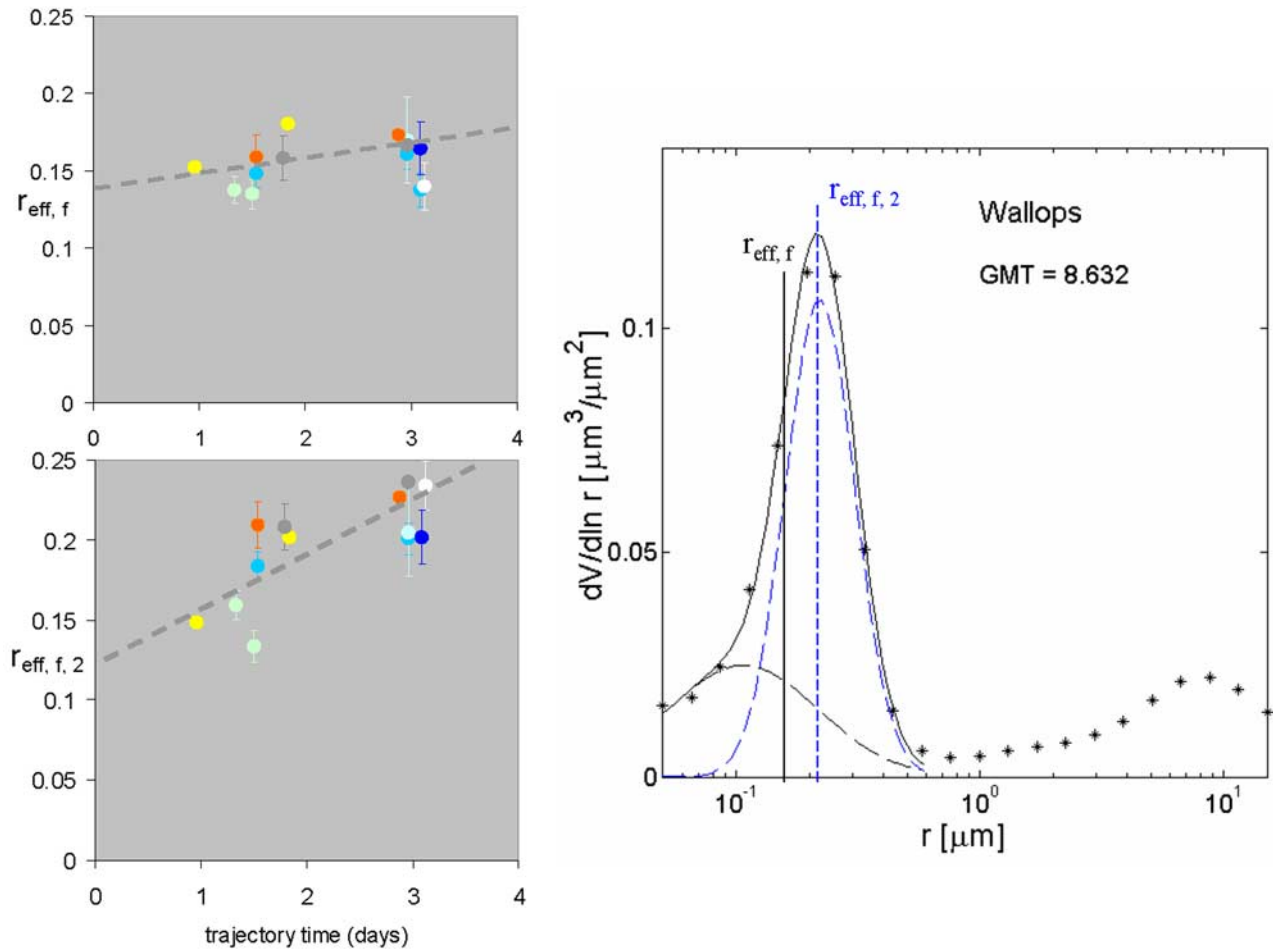 0.25
0.2
0.15
r_eff, f
0.1
0.05
0
0 1 2 3 4
0.25
0.2
0.15
r_eff, f, 2
0.1
0.05
0
0 1 2 3 4
trajectory time (days)
r_eff, f, 2
r_eff, f
Wallops
GMT = 8.632
dV/dln r [μm³/μm²]
0.1
0.05
0
10⁻¹ 10⁰ 10¹
r [μm]